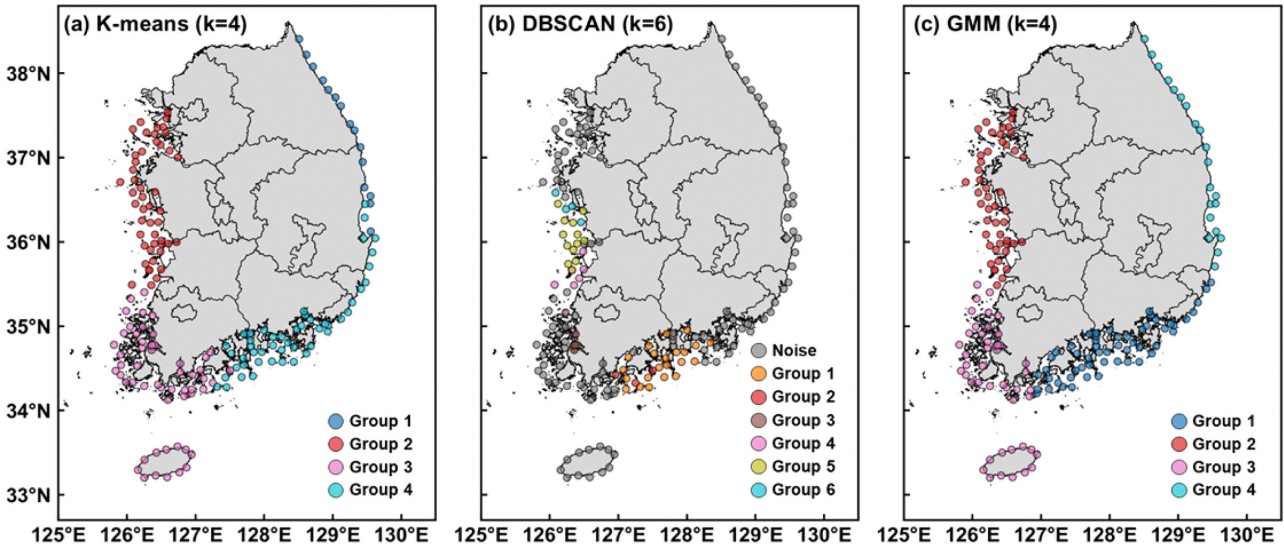 (a) K-means (k=4)
(b) DBSCAN (k=6)
(c) GMM (k=4)
38°N
37°N
36°N
35°N
34°N
33°N
Group 1
Group 2
Group 3
Group 4
Noise
Group 1
Group 2
Group 3
Group 4
Group 5
Group 6
Group 1
Group 2
Group 3
Group 4
125°E 126°E 127°E 128°E 129°E 130°E
125°E 126°E 127°E 128°E 129°E 130°E
125°E 126°E 127°E 128°E 129°E 130°E